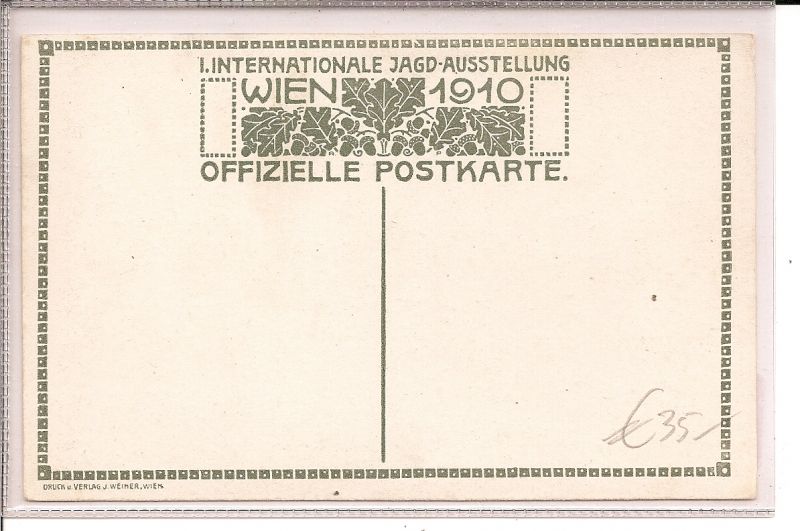 I. INTERNATIONALE JAGD-AUSSTELLUNG
WIEN 1910
OFFIZIELLE POSTKARTE.
£35-
DRUCK u. VERLAG J. WEINER, WIEN.